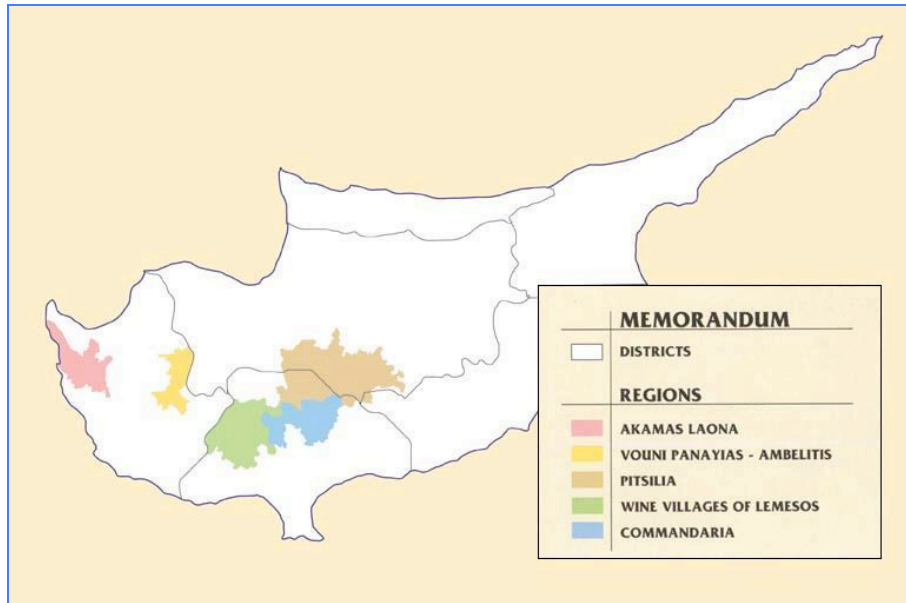 MEMORANDUM
DISTRICTS
REGIONS
AKAMAS LAONA
VOUNI PANAYIAS - AMBELITIS
PITSILIA
WINE VILLAGES OF LEMESOS
COMMANDARIA